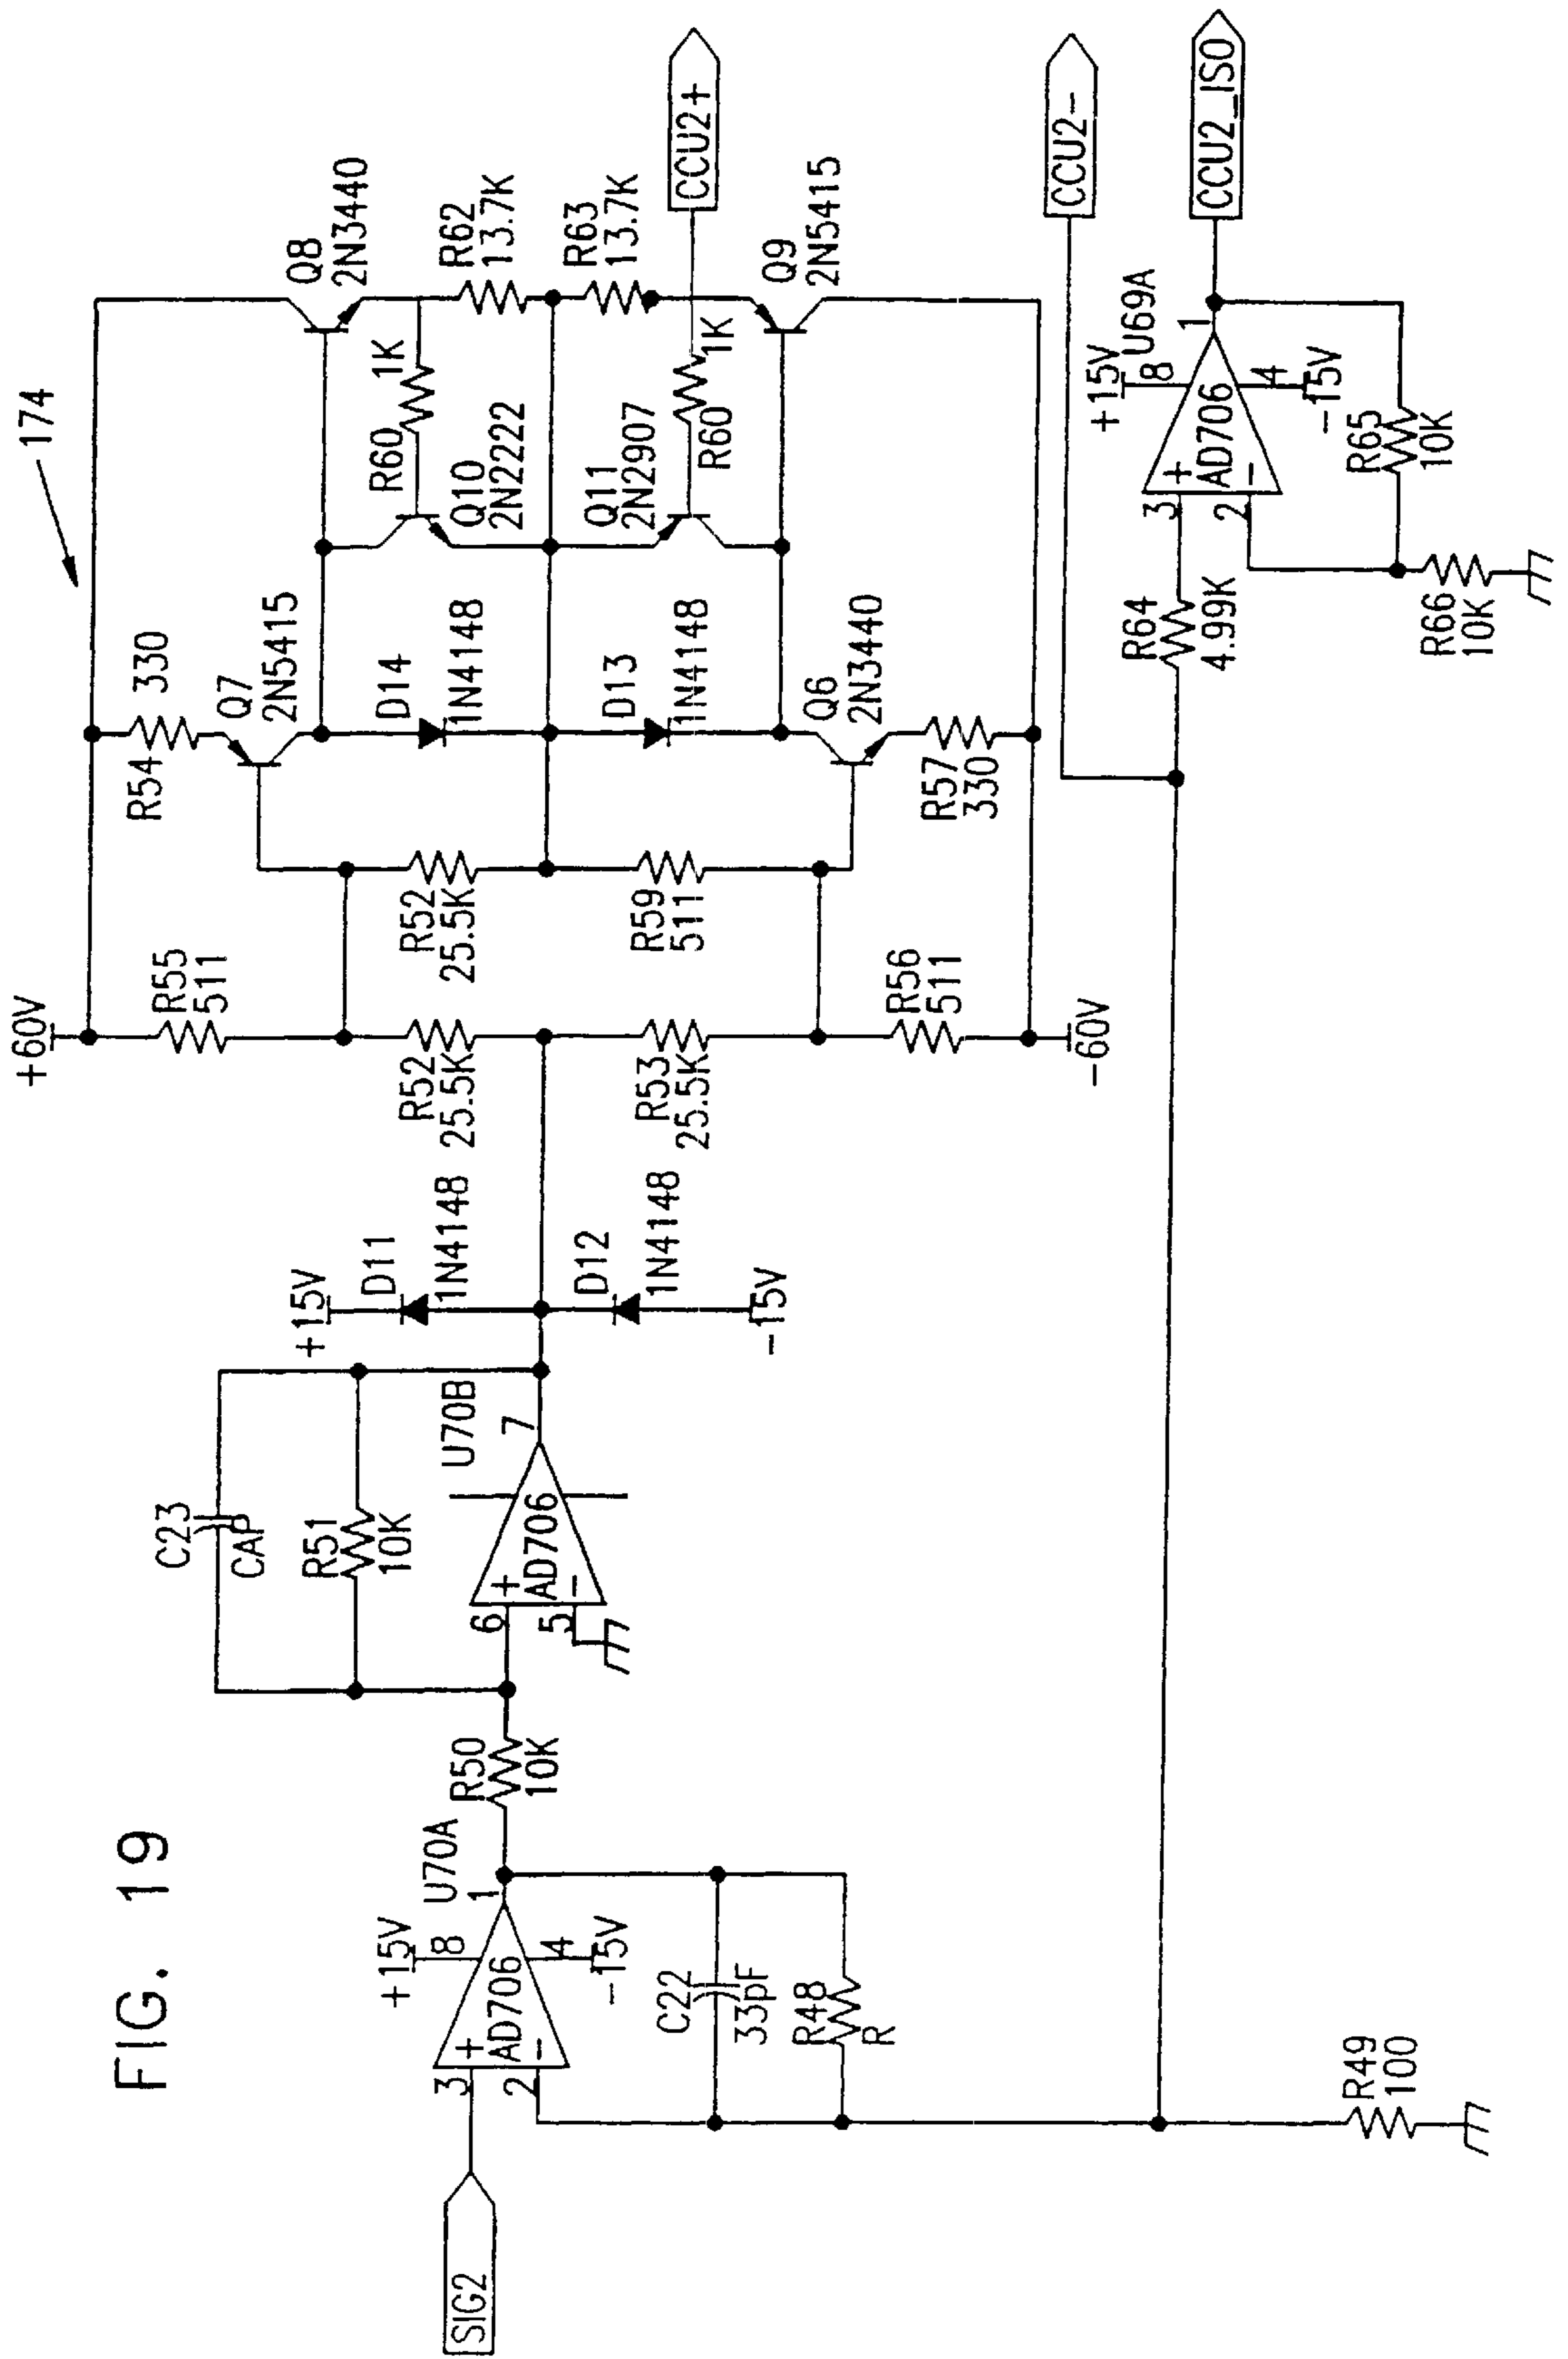 FIG. 19
174
SIG2
3
+
2
−
AD706
+15V
8
4
−15V
1
U70A
C22
33pF
R48
R
R49
100
R50
10K
C23
CAP
R51
10K
6
+
5
−
AD706
7
U70B
+15V
D11
1N4148
D12
1N4148
−15V
+60V
R55
511
R52
25.5K
R53
25.5K
R56
511
−60V
R52
25.5K
R59
511
R54
330
Q7
2N5415
D14
1N4148
D13
1N4148
Q6
2N3440
R57
330
R60
1K
Q10
2N2222
Q11
2N2907
R60
1K
Q8
2N3440
R62
13.7K
R63
13.7K
Q9
2N5415
CCU2+
CCU2−
R64
4.99K
3
+
2
−
AD706
+15V
8
4
−15V
1
U69A
R65
10K
R66
10K
CCU2_ISO